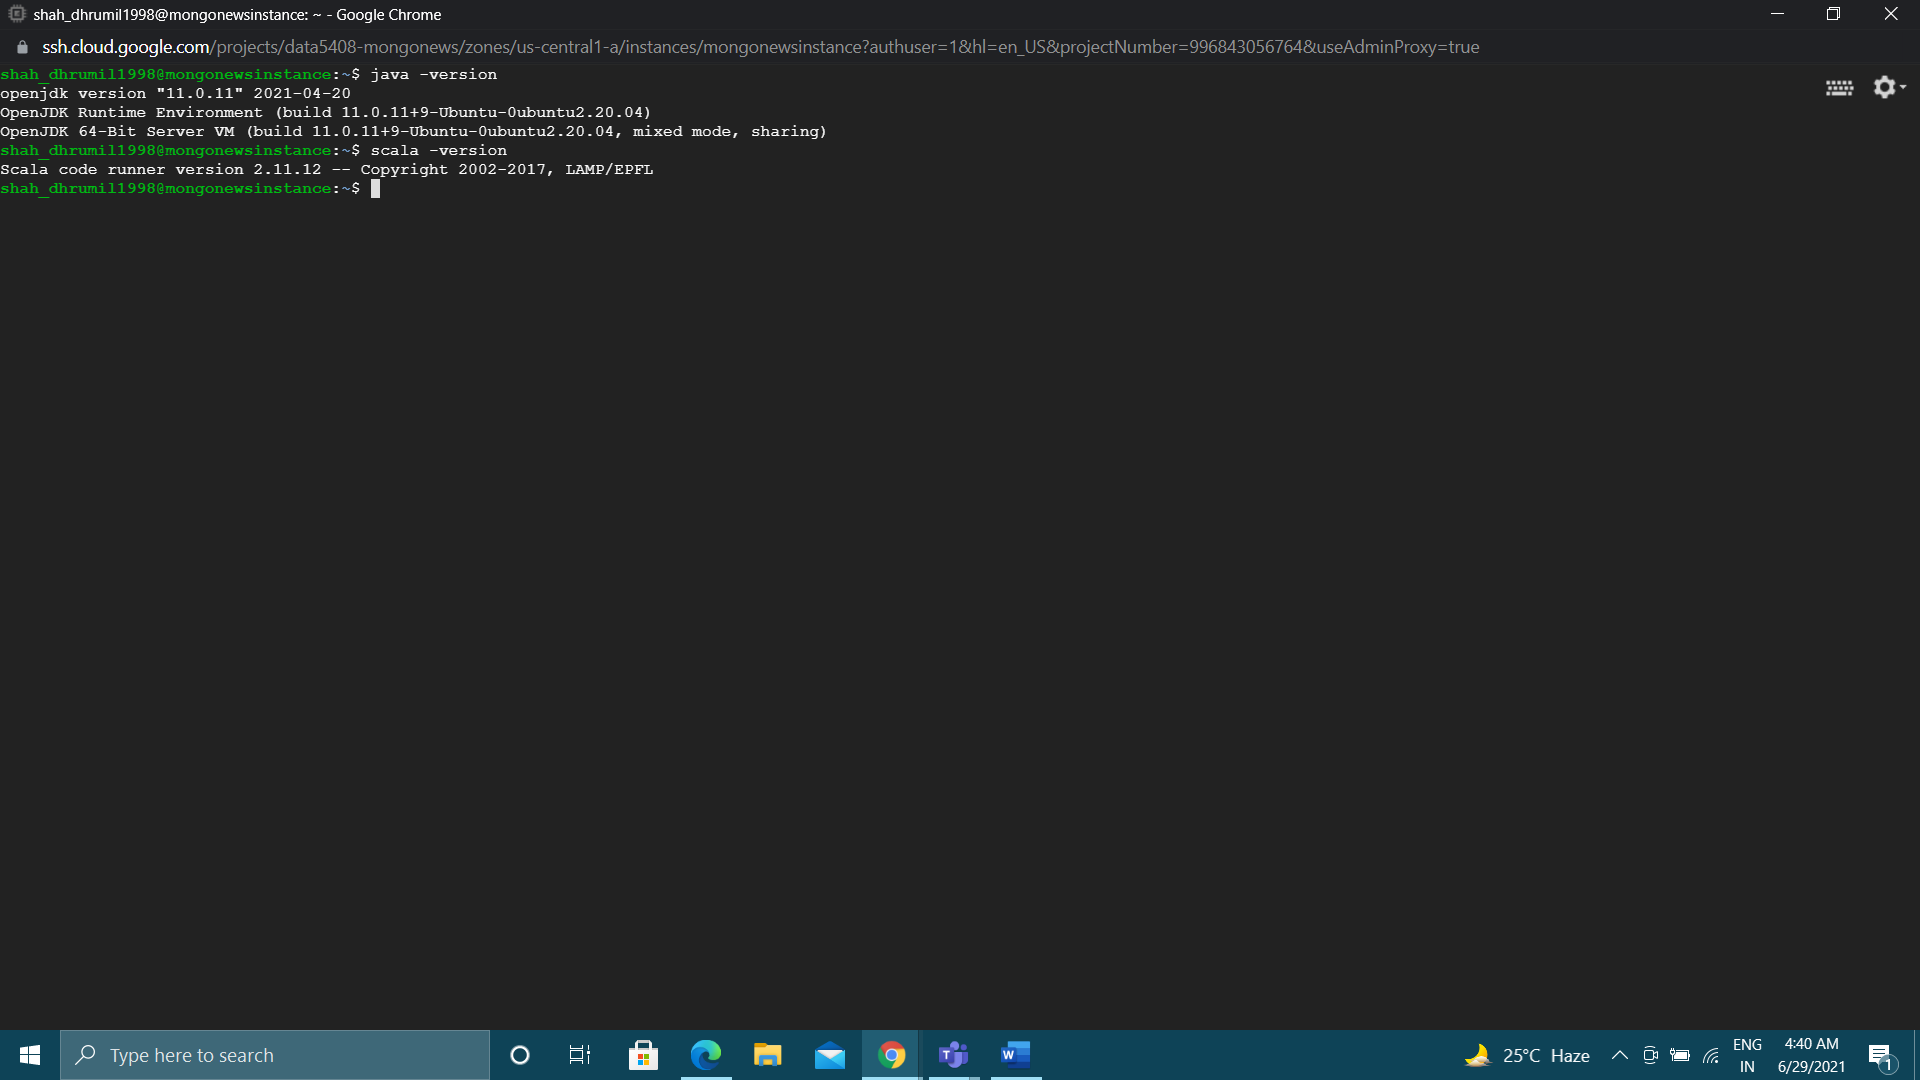 shah_dhrumil1998@mongonewsinstance: ~ - Google Chrome
ssh.cloud.google.com/projects/data5408-mongonews/zones/us-central1-a/instances/mongonewsinstance?authuser=1&hl=en_US&projectNumber=996843056764&useAdminProxy=true
shah_dhrumil1998@mongonewsinstance:~$ java -version
openjdk version "11.0.11" 2021-04-20
OpenJDK Runtime Environment (build 11.0.11+9-Ubuntu-0ubuntu2.20.04)
OpenJDK 64-Bit Server VM (build 11.0.11+9-Ubuntu-0ubuntu2.20.04, mixed mode, sharing)
shah_dhrumil1998@mongonewsinstance:~$ scala -version
Scala code runner version 2.11.12 -- Copyright 2002-2017, LAMP/EPFL
shah_dhrumil1998@mongonewsinstance:~$
Type here to search
25°C Haze
ENG
IN
4:40 AM
6/29/2021
1